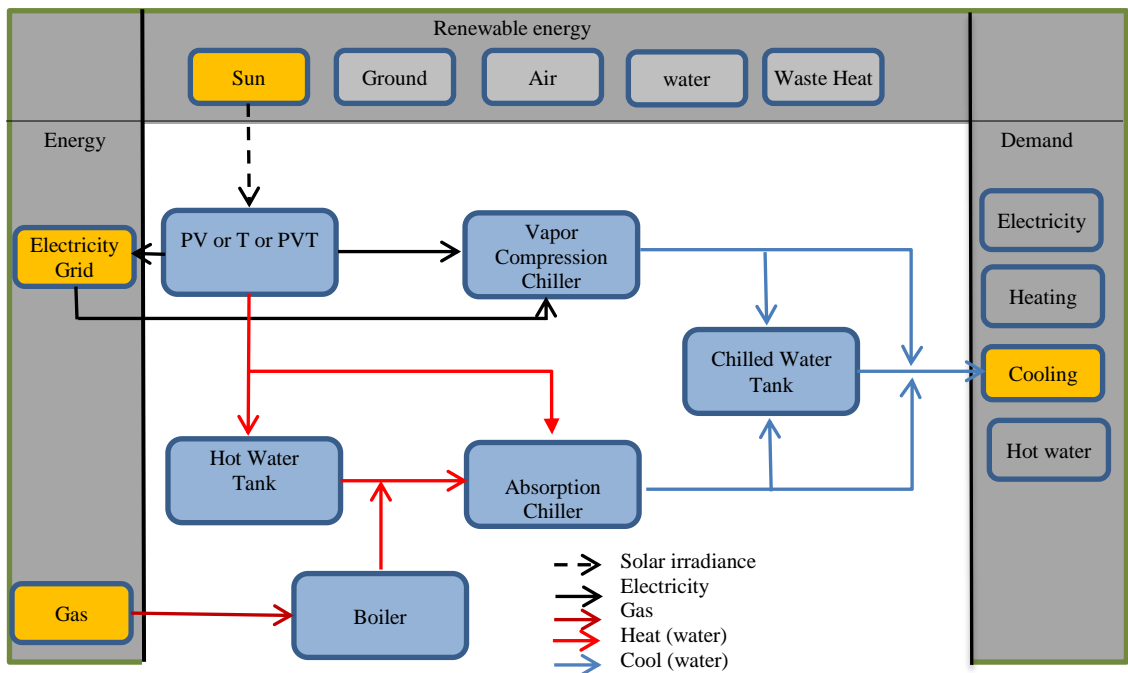 Renewable energy
Sun
Ground
Air
water
Waste Heat
Energy
Demand
PV or T or PVT
Vapor
Compression
Chiller
Electricity
Grid
Electricity
Heating
Chilled Water
Tank
Cooling
Hot Water
Tank
Absorption
Chiller
Hot water
Gas
Boiler
Solar irradiance
Electricity
Gas
Heat (water)
Cool (water)